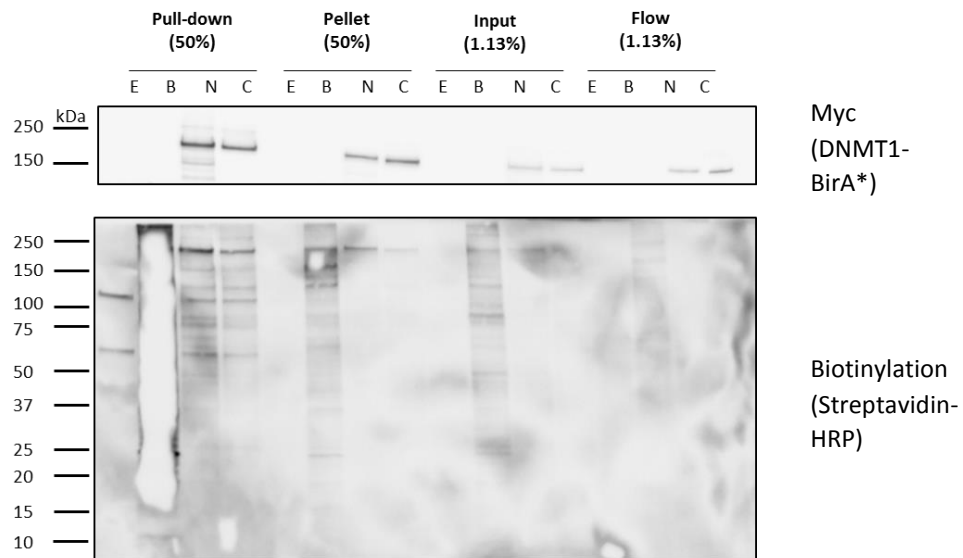 Pull-down Pellet Input Flow
(50%) (50%) (1.13%) (1.13%)
E B N C E B N C E B N C E B N C
kDa
250
150
Myc
(DNMT1-
BirA*)
250
150
100
75
50
37
25
20
15
10
Biotinylation
(Streptavidin-
HRP)